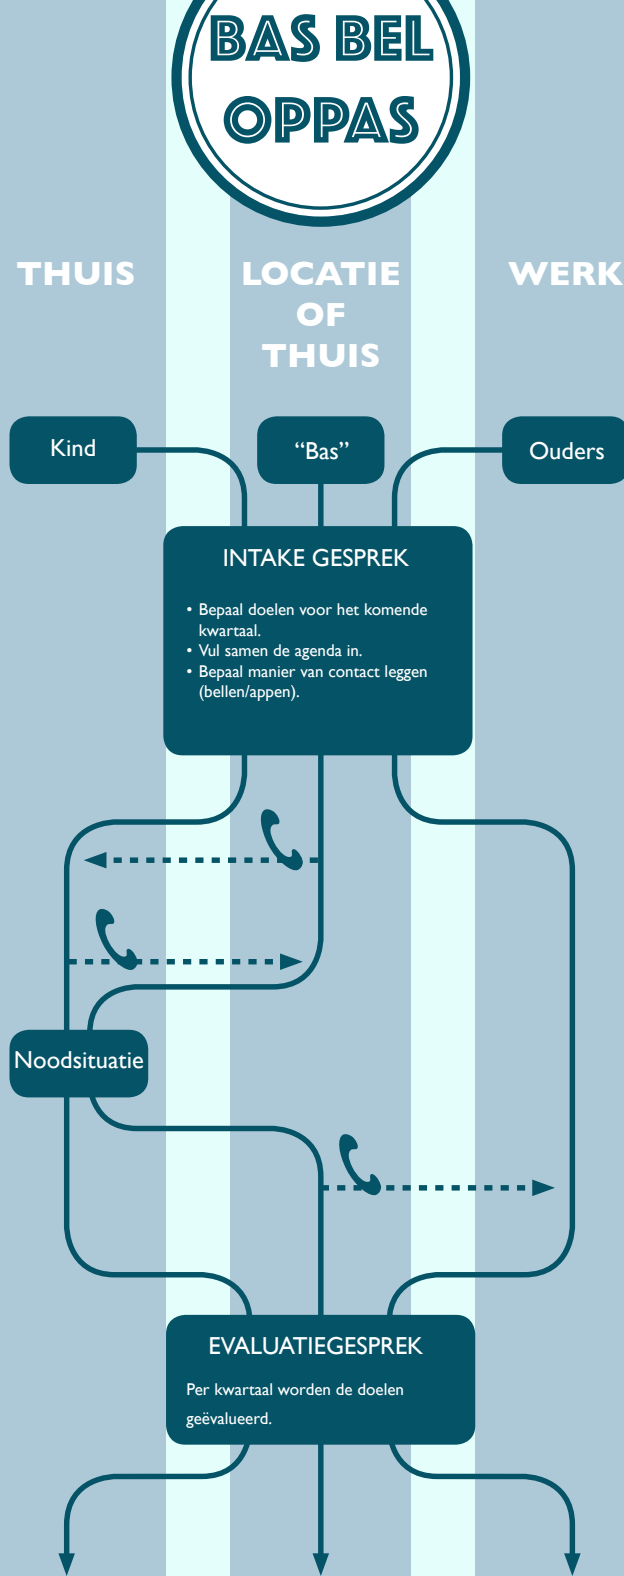 BAS BEL
OPPAS
THUIS
LOCATIE
OF
THUIS
WERK
Kind
“Bas”
Ouders
INTAKE GESPREK
• Bepaal doelen voor het komende
kwartaal.
• Vul samen de agenda in.
• Bepaal manier van contact leggen
(bellen/appen).
Noodsituatie
EVALUATIEGESPREK
Per kwartaal worden de doelen
geëvalueerd.